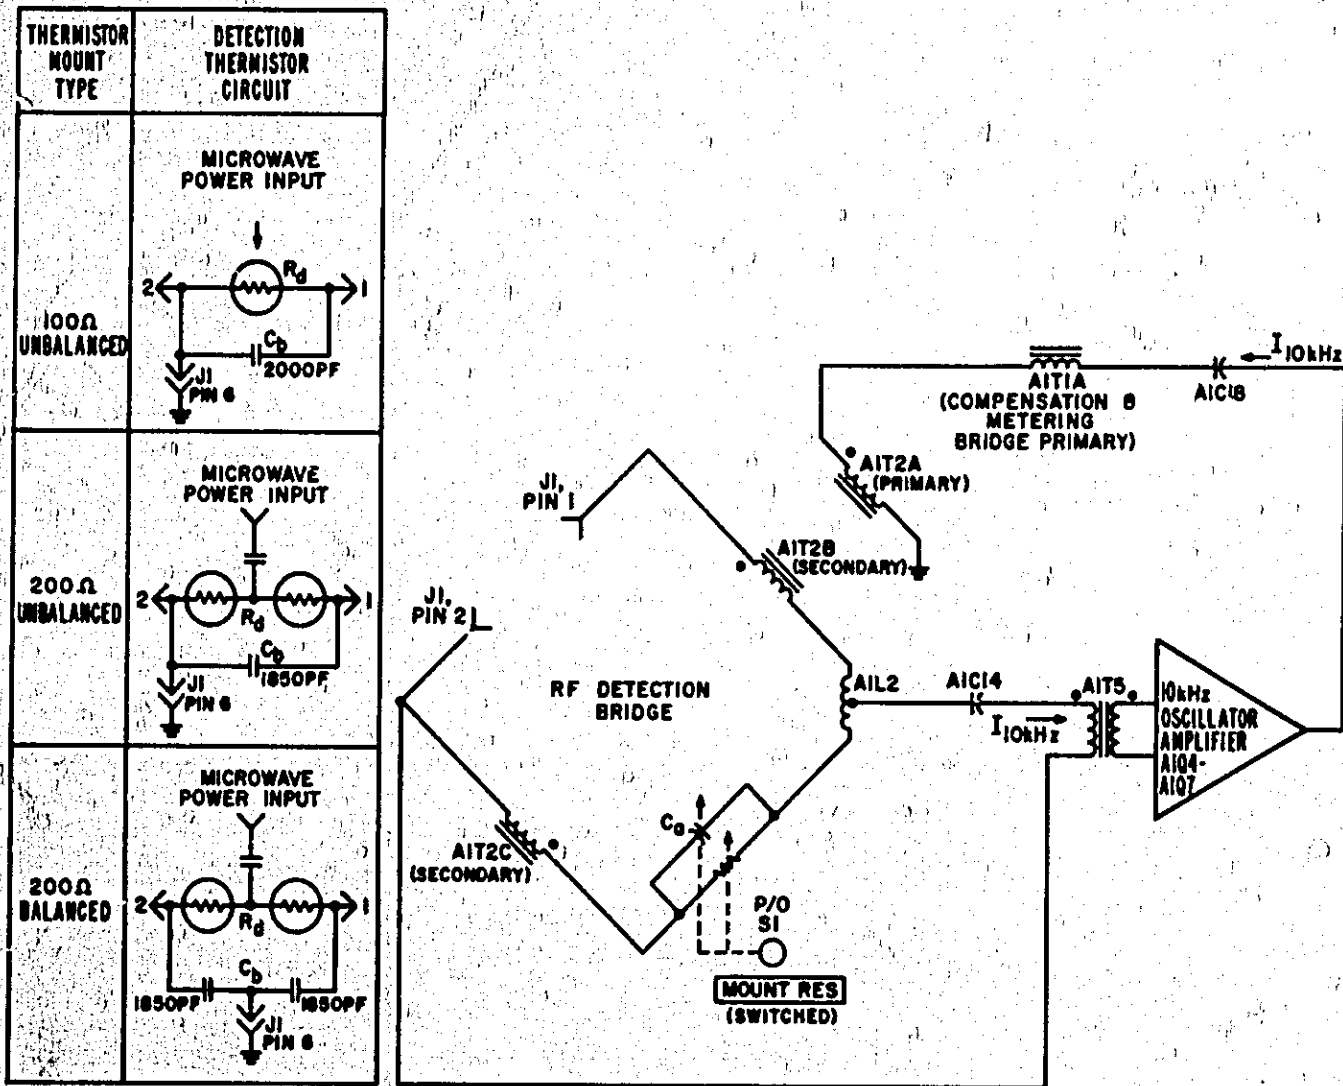 THERMISTOR
MOUNT
TYPE
DETECTION
THERMISTOR
CIRCUIT
100Ω
UNBALANCED
MICROWAVE
POWER INPUT
Rd
2
1
Cb
2000PF
J1
PIN 6
200Ω
UNBALANCED
MICROWAVE
POWER INPUT
2
1
Rd
Cb
1850PF
J1
PIN 6
200Ω
BALANCED
MICROWAVE
POWER INPUT
2
1
Rd
Cb
1850PF
1850PF
J1
PIN 6
I10kHz
A1T1A
(COMPENSATION &
METERING
BRIDGE PRIMARY)
A1C18
A1T2A
(PRIMARY)
J1,
PIN 1
A1T2B
(SECONDARY)
J1,
PIN 2
RF DETECTION
BRIDGE
A1L2
A1C14
I10kHz
A1T5
10kHz
OSCILLATOR
AMPLIFIER
A1Q4-
A1Q7
A1T2C
(SECONDARY)
Ca
P/O
S1
MOUNT RES
(SWITCHED)